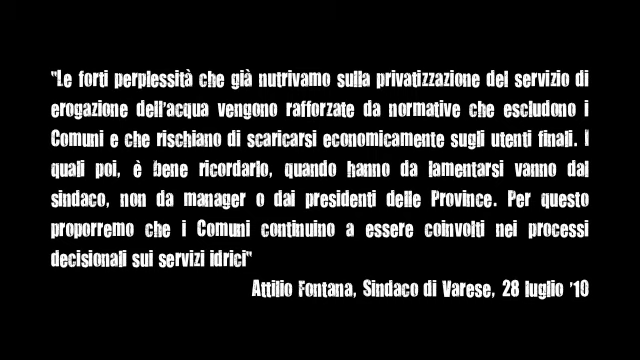 "Le forti perplessità che già nutrivamo sulla privatizzazione del servizio di
erogazione dell'acqua vengono rafforzate da normative che escludono i
Comuni e che rischiano di scaricarsi economicamente sugli utenti finali. I
quali poi, è bene ricordarlo, quando hanno da lamentarsi vanno dal
sindaco, non da manager o dai presidenti delle Province. Per questo
proporremo che i Comuni continuino a essere coinvolti nei processi
decisionali sui servizi idrici"
Attilio Fontana, Sindaco di Varese, 28 luglio '10